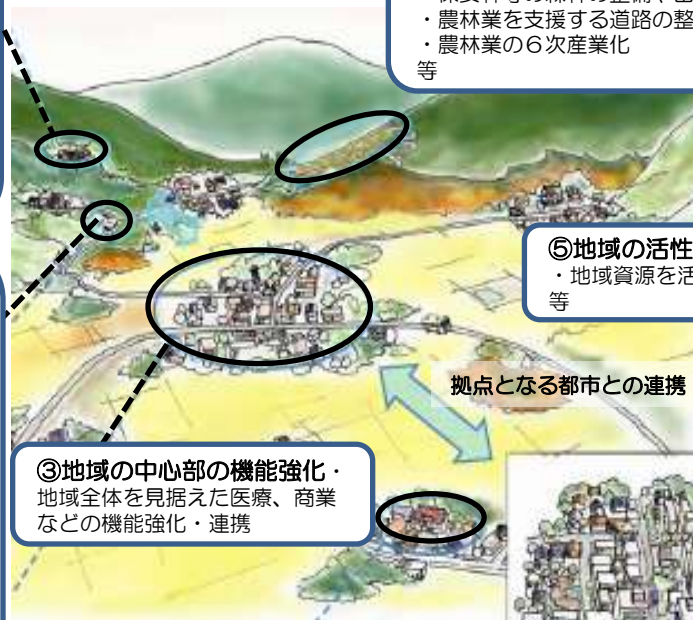 ・農林業を支援する道路の整
・農林業の６次産業化
等
⑤地域の活性
・地域資源を活
等
拠点となる都市との連携
③地域の中心部の機能強化・
地域全体を見据えた医療、商業
などの機能強化・連携